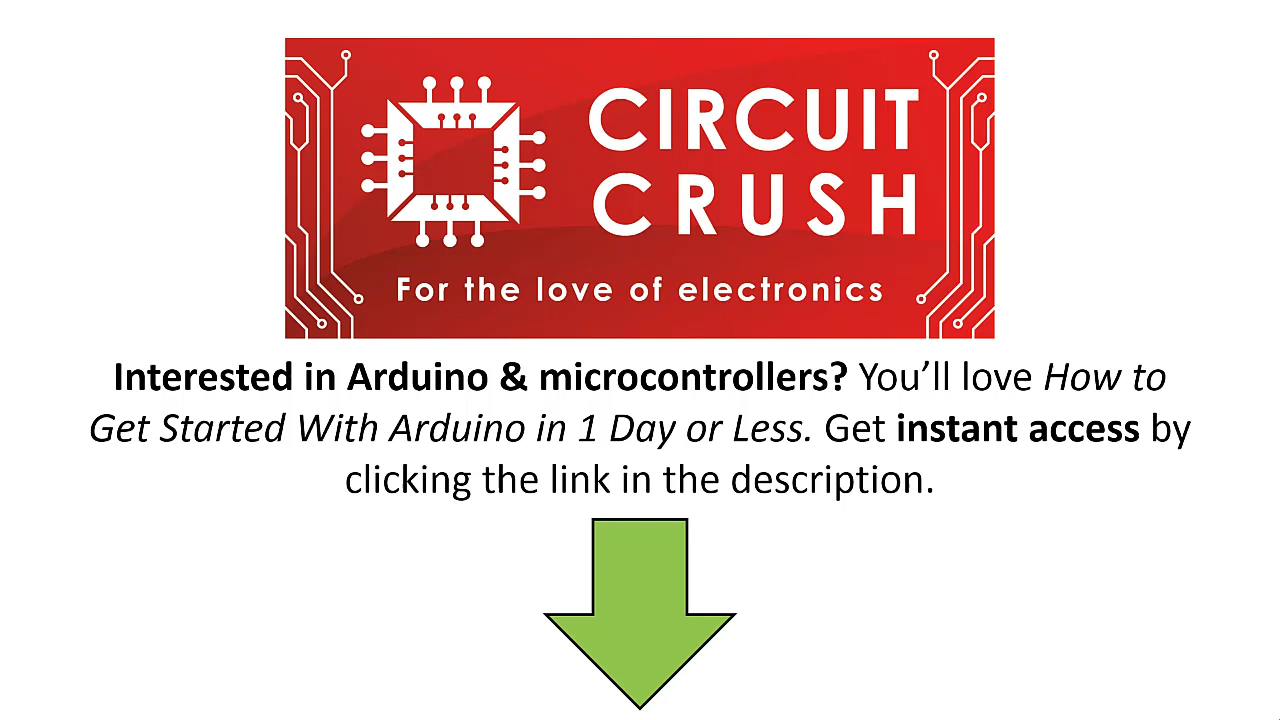 CIRCUIT
CRUSH
For the love of electronics
Interested in Arduino & microcontrollers? You’ll love How to
Get Started With Arduino in 1 Day or Less. Get instant access by
clicking the link in the description.